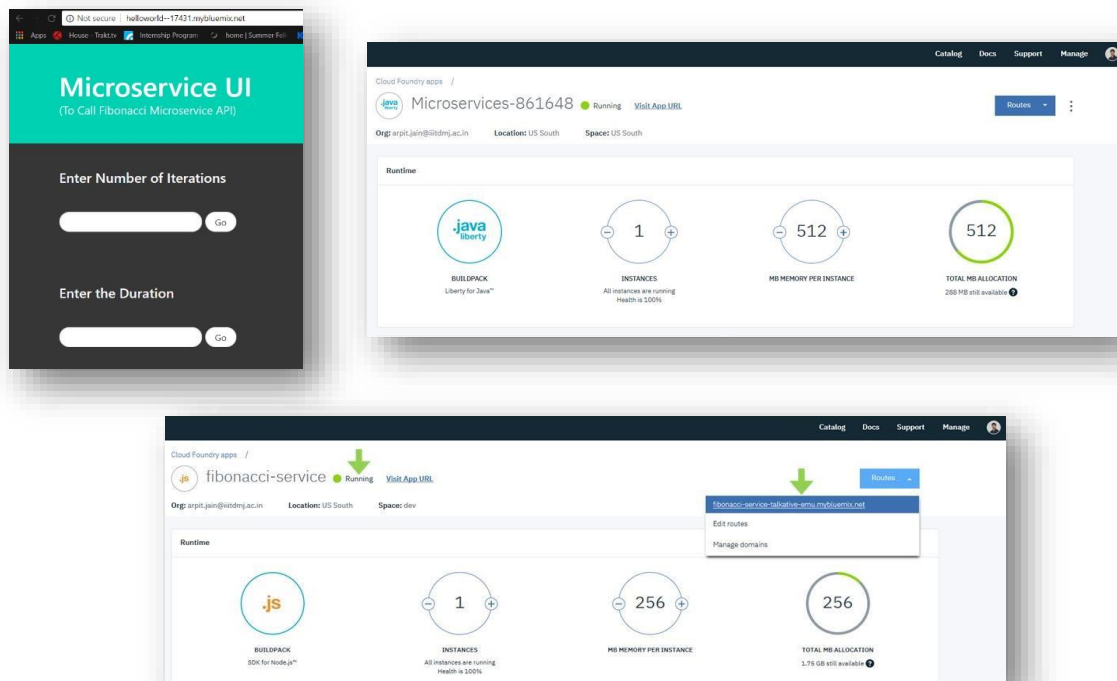 Not secure | helloworld--17431.mybluemix.net
Apps House - Trakt.tv Internship Program home | Summer Fell
Microservice UI
(To Call Fibonacci Microservice API)
Enter Number of Iterations
Go
Enter the Duration
Go
Catalog Docs Support Manage
Cloud Foundry apps /
.java liberty Microservices-861648 Running Visit App URL Routes
Org: arpit.jain@iiitdmj.ac.in Location: US South Space: US South
Runtime
.java
liberty
1
512
512
BUILDPACK INSTANCES MB MEMORY PER INSTANCE TOTAL MB ALLOCATION
Liberty for Java™ All instances are running 288 MB still available ?
Health is 100%
Catalog Docs Support Manage
Cloud Foundry apps /
.js fibonacci-service Running Visit App URL Routes
Org: arpit.jain@iiitdmj.ac.in Location: US South Space: dev
fibonacci-service-talkative-emu.mybluemix.net
Edit routes
Manage domains
Runtime
.js 1 256 256
BUILDPACK INSTANCES MB MEMORY PER INSTANCE TOTAL MB ALLOCATION
SDK for Node.js™ All instances are running 1.75 GB still available ?
Health is 100%